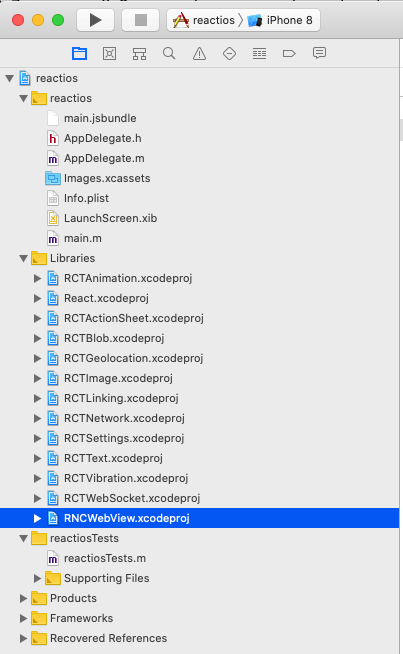 reactios iPhone 8
reactios
reactios
main.jsbundle
AppDelegate.h
AppDelegate.m
Images.xcassets
Info.plist
LaunchScreen.xib
main.m
Libraries
RCTAnimation.xcodeproj
React.xcodeproj
RCTActionSheet.xcodeproj
RCTBlob.xcodeproj
RCTGeolocation.xcodeproj
RCTImage.xcodeproj
RCTLinking.xcodeproj
RCTNetwork.xcodeproj
RCTSettings.xcodeproj
RCTText.xcodeproj
RCTVibration.xcodeproj
RCTWebSocket.xcodeproj
RNCWebView.xcodeproj
reactiosTests
reactiosTests.m
Supporting Files
Products
Frameworks
Recovered References